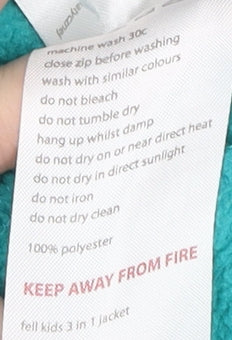 machine wash 30c
close zip before washing
wash with similar colours
do not bleach
do not tumble dry
hang up whilst damp
do not dry on or near direct heat
do not dry in direct sunlight
do not iron
do not dry clean
100% polyester
KEEP AWAY FROM FIRE
fell kids 3 in 1 jacket